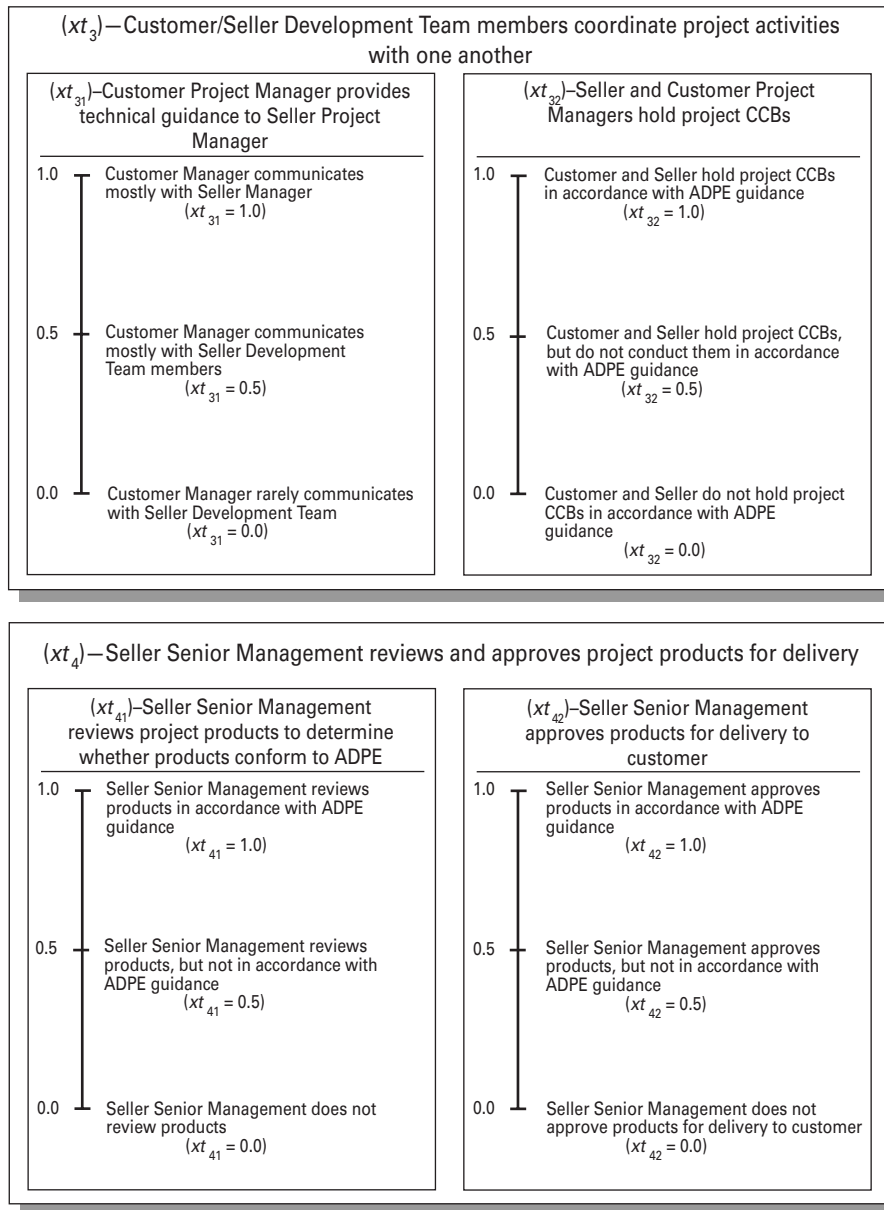 (xt3)—Customer/Seller Development Team members coordinate project activities
with one another
(xt31)–Customer Project Manager provides
technical guidance to Seller Project
Manager
1.0
Customer Manager communicates
mostly with Seller Manager
(xt31 = 1.0)
0.5
Customer Manager communicates
mostly with Seller Development
Team members
(xt31 = 0.5)
0.0
Customer Manager rarely communicates
with Seller Development Team
(xt31 = 0.0)
(xt32)–Seller and Customer Project
Managers hold project CCBs
1.0
Customer and Seller hold project CCBs
in accordance with ADPE guidance
(xt32 = 1.0)
0.5
Customer and Seller hold project CCBs,
but do not conduct them in accordance
with ADPE guidance
(xt32 = 0.5)
0.0
Customer and Seller do not hold project
CCBs in accordance with ADPE
guidance
(xt32 = 0.0)
(xt4)—Seller Senior Management reviews and approves project products for delivery
(xt41)–Seller Senior Management
reviews project products to determine
whether products conform to ADPE
1.0
Seller Senior Management reviews
products in accordance with ADPE
guidance
(xt41 = 1.0)
0.5
Seller Senior Management reviews
products, but not in accordance with
ADPE guidance
(xt41 = 0.5)
0.0
Seller Senior Management does not
review products
(xt41 = 0.0)
(xt42)–Seller Senior Management
approves products for delivery to
customer
1.0
Seller Senior Management approves
products in accordance with ADPE
guidance
(xt42 = 1.0)
0.5
Seller Senior Management approves
products, but not in accordance with
ADPE guidance
(xt42 = 0.5)
0.0
Seller Senior Management does not
approve products for delivery to customer
(xt42 = 0.0)